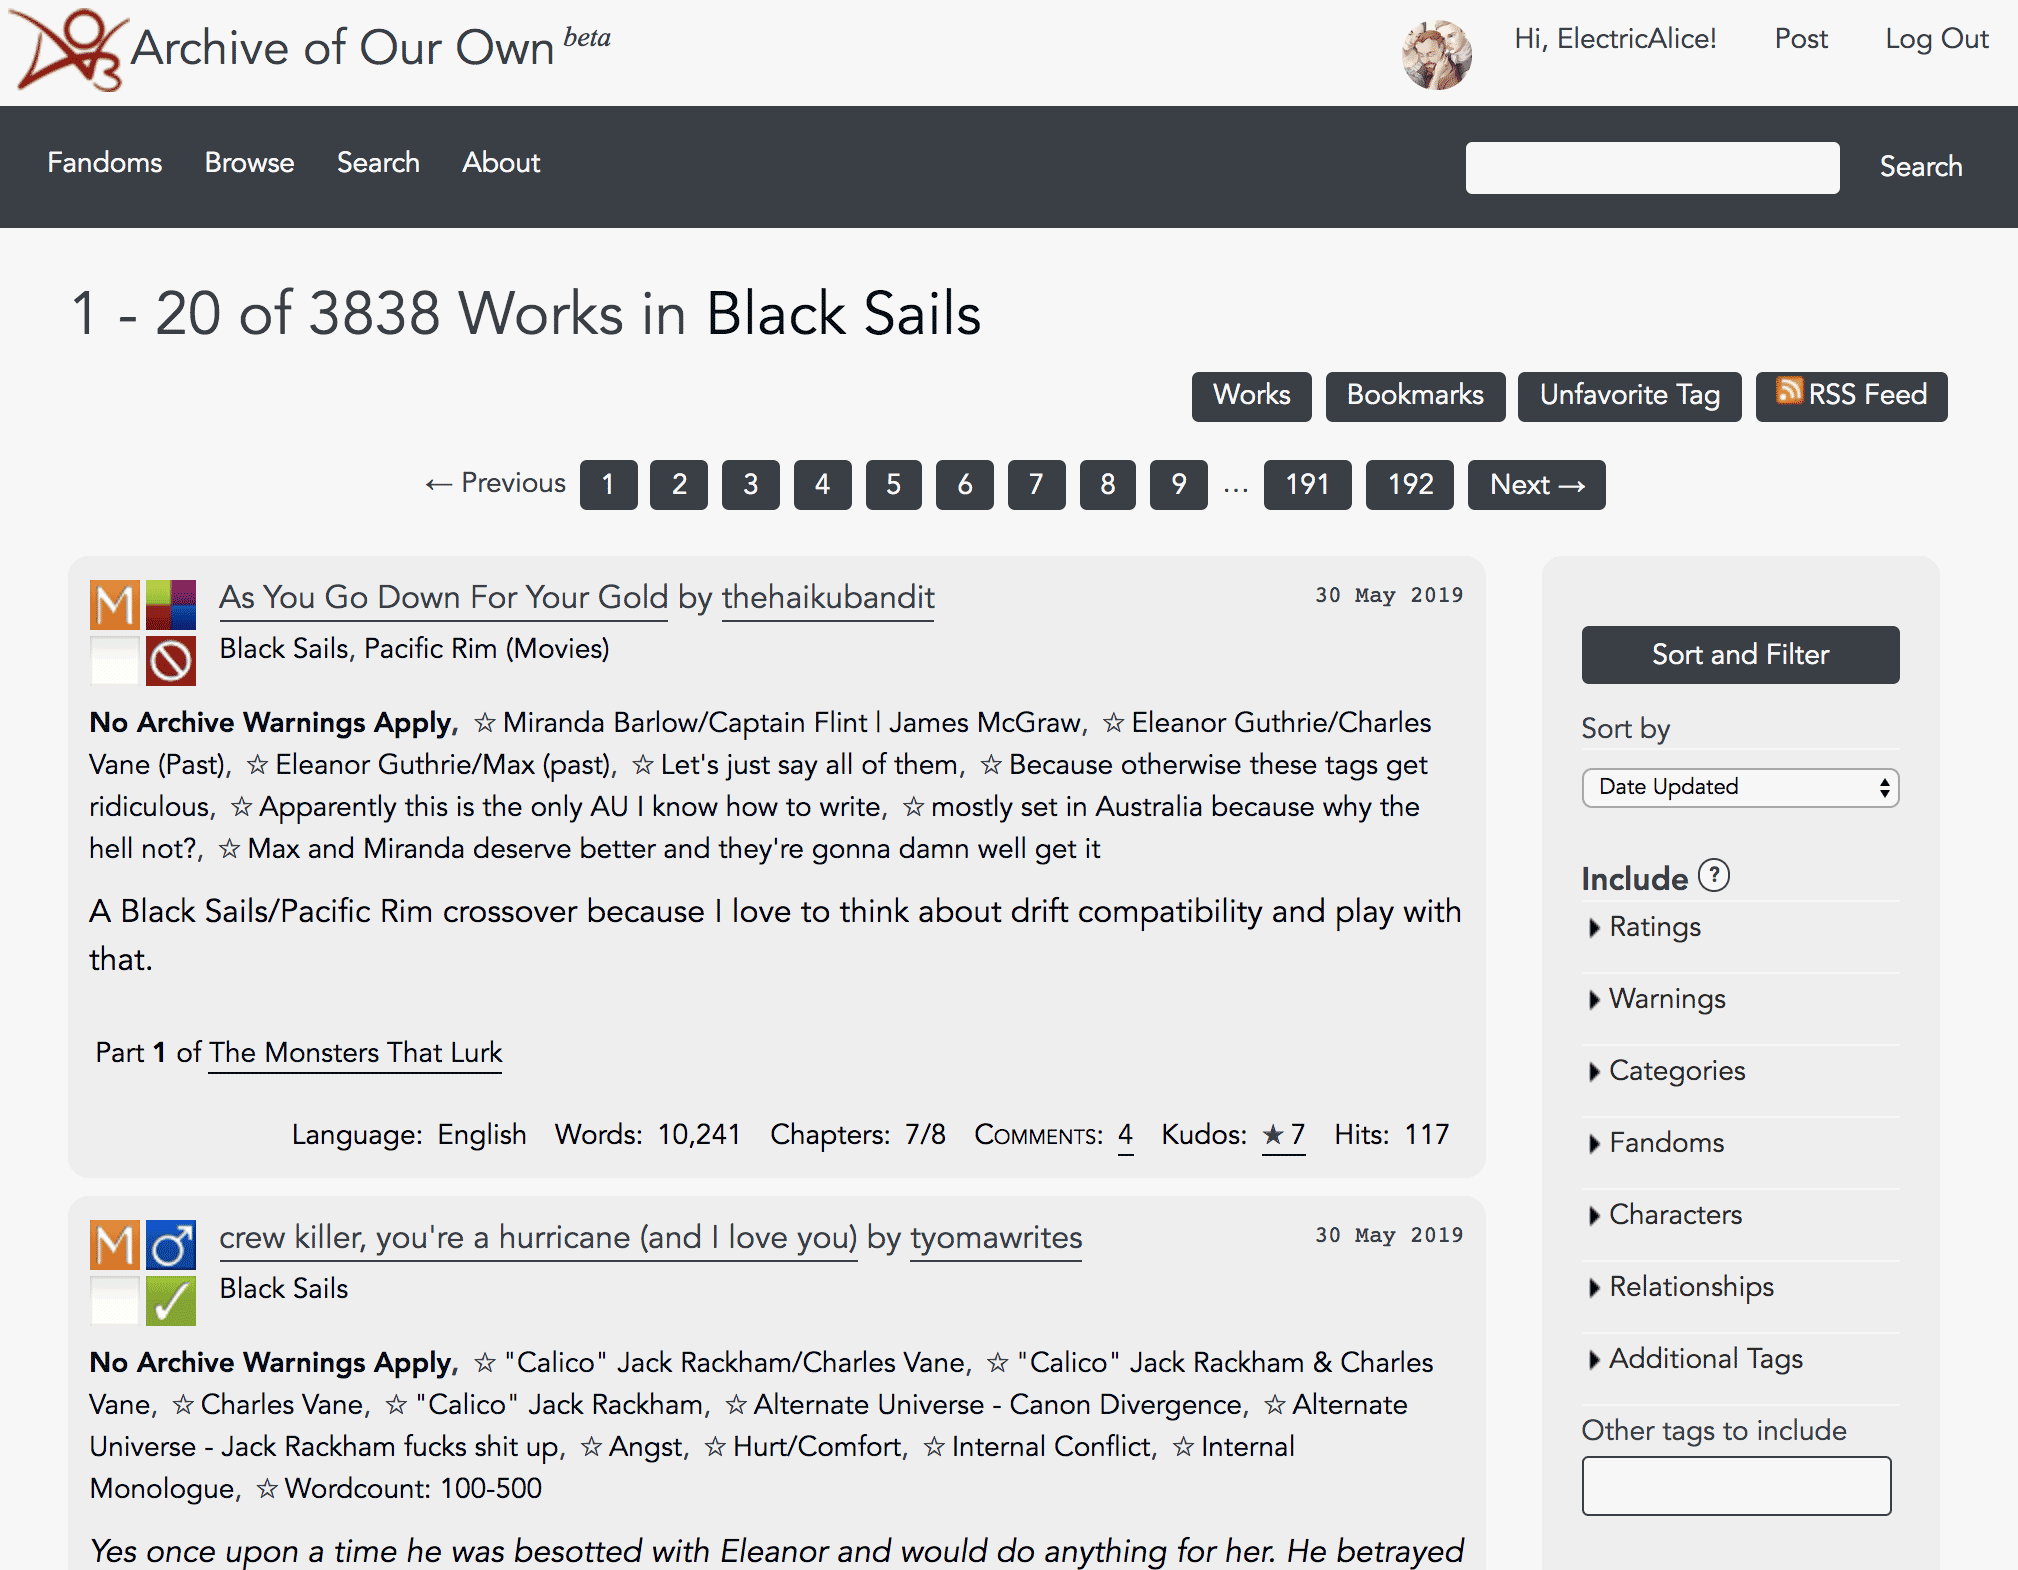 Archive of Our Own beta
Hi, ElectricAlice! Post Log Out
Fandoms Browse Search About Search
1 - 20 of 3838 Works in Black Sails
Works Bookmarks Unfavorite Tag RSS Feed
← Previous 1 2 3 4 5 6 7 8 9 … 191 192 Next →
As You Go Down For Your Gold by thehaikubandit 30 May 2019
Black Sails, Pacific Rim (Movies)
No Archive Warnings Apply, ☆ Miranda Barlow/Captain Flint | James McGraw, ☆ Eleanor Guthrie/Charles
Vane (Past), ☆ Eleanor Guthrie/Max (past), ☆ Let's just say all of them, ☆ Because otherwise these tags get
ridiculous, ☆ Apparently this is the only AU I know how to write, ☆ mostly set in Australia because why the
hell not?, ☆ Max and Miranda deserve better and they're gonna damn well get it
A Black Sails/Pacific Rim crossover because I love to think about drift compatibility and play with
that.
Part 1 of The Monsters That Lurk
Language: English Words: 10,241 Chapters: 7/8 Comments: 4 Kudos: ★ 7 Hits: 117
crew killer, you're a hurricane (and I love you) by tyomawrites 30 May 2019
Black Sails
No Archive Warnings Apply, ☆ "Calico" Jack Rackham/Charles Vane, ☆ "Calico" Jack Rackham & Charles
Vane, ☆ Charles Vane, ☆ "Calico" Jack Rackham, ☆ Alternate Universe - Canon Divergence, ☆ Alternate
Universe - Jack Rackham fucks shit up, ☆ Angst, ☆ Hurt/Comfort, ☆ Internal Conflict, ☆ Internal
Monologue, ☆ Wordcount: 100-500
Yes once upon a time he was besotted with Eleanor and would do anything for her. He betrayed
Sort and Filter
Sort by
Date Updated
Include ?
Ratings
Warnings
Categories
Fandoms
Characters
Relationships
Additional Tags
Other tags to include